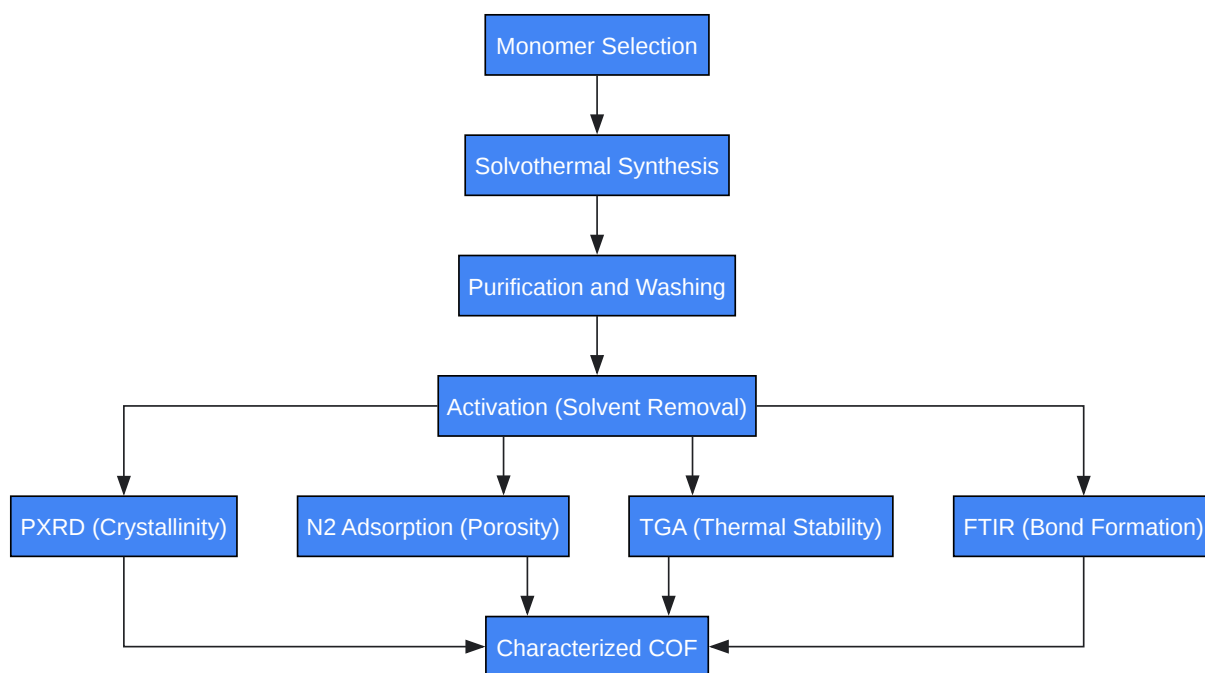 Monomer Selection
Solvothermal Synthesis
Purification and Washing
Activation (Solvent Removal)
PXRD (Crystallinity)
N2 Adsorption (Porosity)
TGA (Thermal Stability)
FTIR (Bond Formation)
Characterized COF